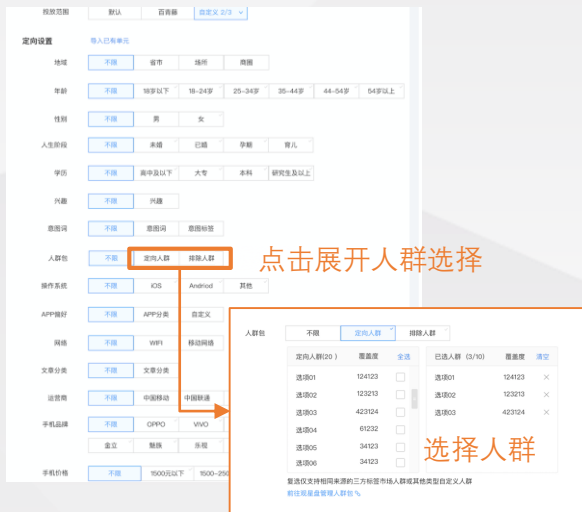 投放范围 默认 百青藤 自定义 2/3
定向设置 导入已有单元
地域 不限 省市 场所 商圈
年龄 不限 18岁以下 18-24岁 25-34岁 35-44岁 44-54岁 54岁以上
性别 不限 男 女
人生阶段 不限 未婚 已婚 孕期 育儿
学历 不限 高中及以下 大专 本科 研究生及以上
兴趣 不限 兴趣
意图词 不限 意图词 意图标签
人群包 不限 定向人群 排除人群
点击展开人群选择
操作系统 不限 iOS Andriod 其他
APP偏好 不限 APP分类 自定义
网络 不限 WIFI 移动网络
文章分类 不限 文章分类
运营商 不限 中国移动 中国联通
手机品牌 不限 OPPO VIVO
金立 魅族 乐视
手机价格 不限 1500元以下 1500-250
人群包 不限 定向人群 排除人群
定向人群(20 ) 覆盖度 全选 已选人群 (3/10) 覆盖度 清空
选项01 124123 选项01 124123 ×
选项02 123213 选项02 123213 ×
选项03 423124 选项03 423124 ×
选项04 61232
选项05 34123
选项06 34123
选择人群
复选仅支持相同来源的三方标签市场人群或其他类型自定义人群
前往观星盘管理人群包